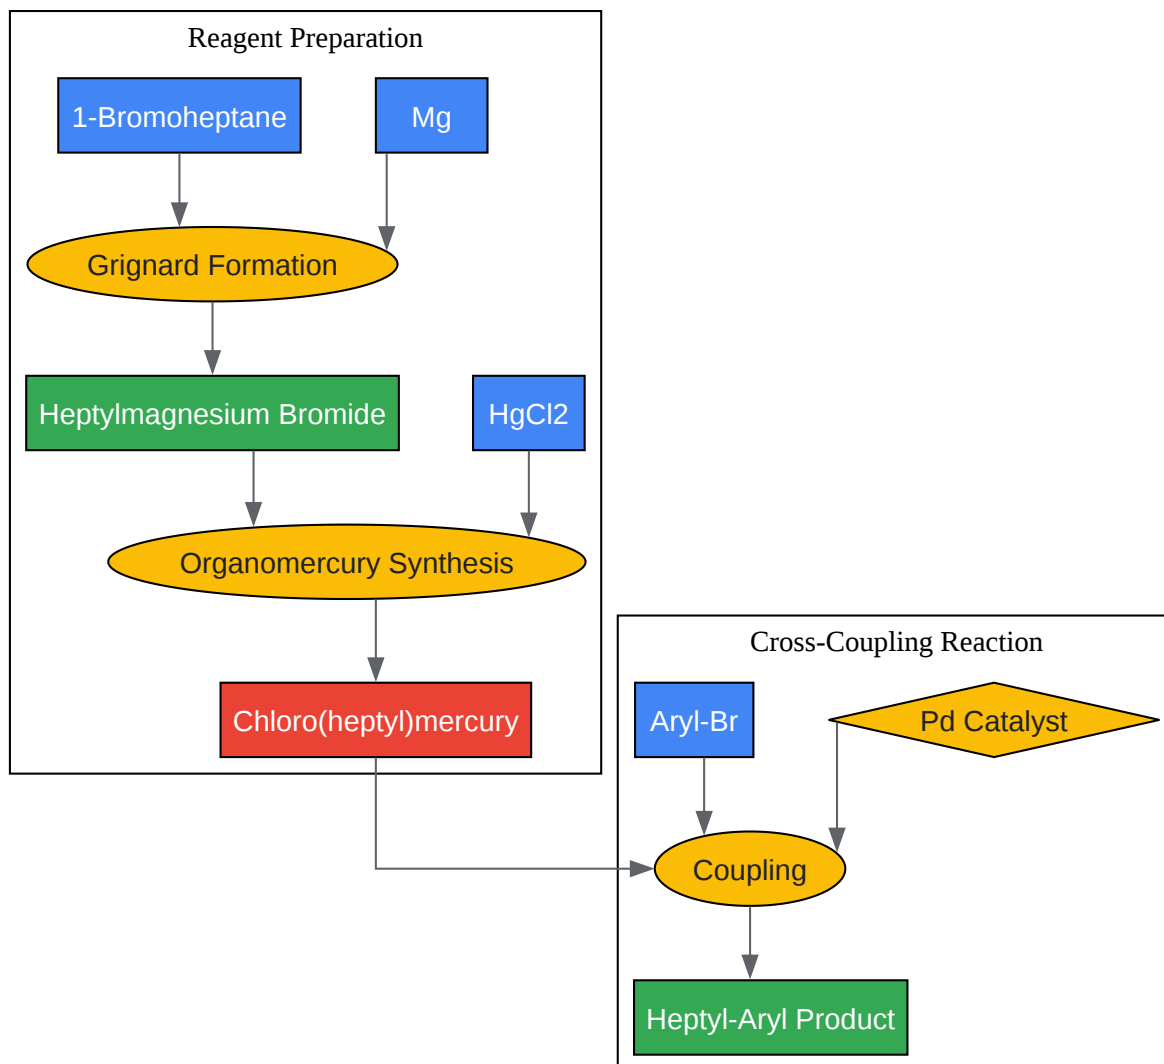 Reagent Preparation
1-Bromoheptane
Mg
Grignard Formation
Heptylmagnesium Bromide
HgCl2
Organomercury Synthesis
Chloro(heptyl)mercury
Cross-Coupling Reaction
Aryl-Br
Pd Catalyst
Coupling
Heptyl-Aryl Product